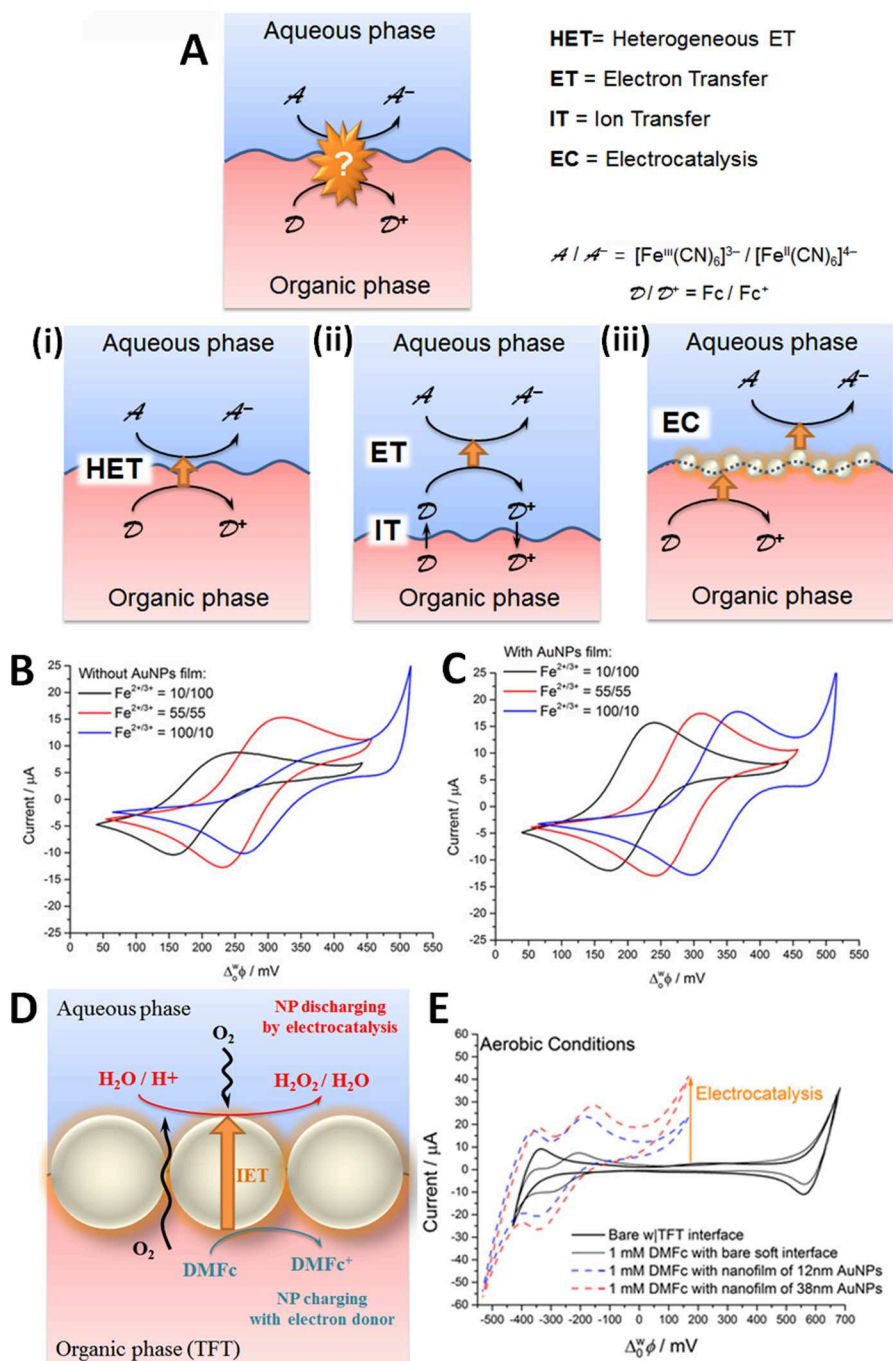 A
Aqueous phase
𝒜 𝒜⁻
?
𝒟 𝒟⁺
Organic phase
HET= Heterogeneous ET
ET = Electron Transfer
IT = Ion Transfer
EC = Electrocatalysis
𝒜 / 𝒜⁻ = [Feᴵᴵᴵ(CN)₆]³⁻ / [Feᴵᴵ(CN)₆]⁴⁻
𝒟/ 𝒟⁺ = Fc / Fc⁺
(i)
Aqueous phase
𝒜 𝒜⁻
HET
𝒟 𝒟⁺
Organic phase
(ii)
Aqueous phase
𝒜 𝒜⁻
ET
𝒟 𝒟⁺
IT
𝒟 𝒟⁺
Organic phase
(iii)
Aqueous phase
𝒜 𝒜⁻
EC
𝒟 𝒟⁺
Organic phase
B
Without AuNPs film:
Fe²⁺/³⁺ = 10/100
Fe²⁺/³⁺ = 55/55
Fe²⁺/³⁺ = 100/10
Current / μA
25
20
15
10
5
0
-5
-10
-15
-20
-25
0 50 100 150 200 250 300 350 400 450 500 550
Δₒʷϕ / mV
C
With AuNPs film:
Fe²⁺/³⁺ = 10/100
Fe²⁺/³⁺ = 55/55
Fe²⁺/³⁺ = 100/10
Current / μA
25
20
15
10
5
0
-5
-10
-15
-20
-25
0 50 100 150 200 250 300 350 400 450 500 550
Δₒʷϕ / mV
D
Aqueous phase
NP discharging
by electrocatalysis
O₂
H₂O / H+ H₂O₂ / H₂O
IET
O₂
DMFc DMFc⁺
NP charging
with electron donor
Organic phase (TFT)
E
Aerobic Conditions
Electrocatalysis
Current / μA
60
50
40
30
20
10
0
-10
-20
-30
-40
-50
-60
Bare w|TFT interface
1 mM DMFc with bare soft interface
1 mM DMFc with nanofilm of 12nm AuNPs
1 mM DMFc with nanofilm of 38nm AuNPs
-500 -400 -300 -200 -100 0 100 200 300 400 500 600 700
Δ₀ʷϕ / mV